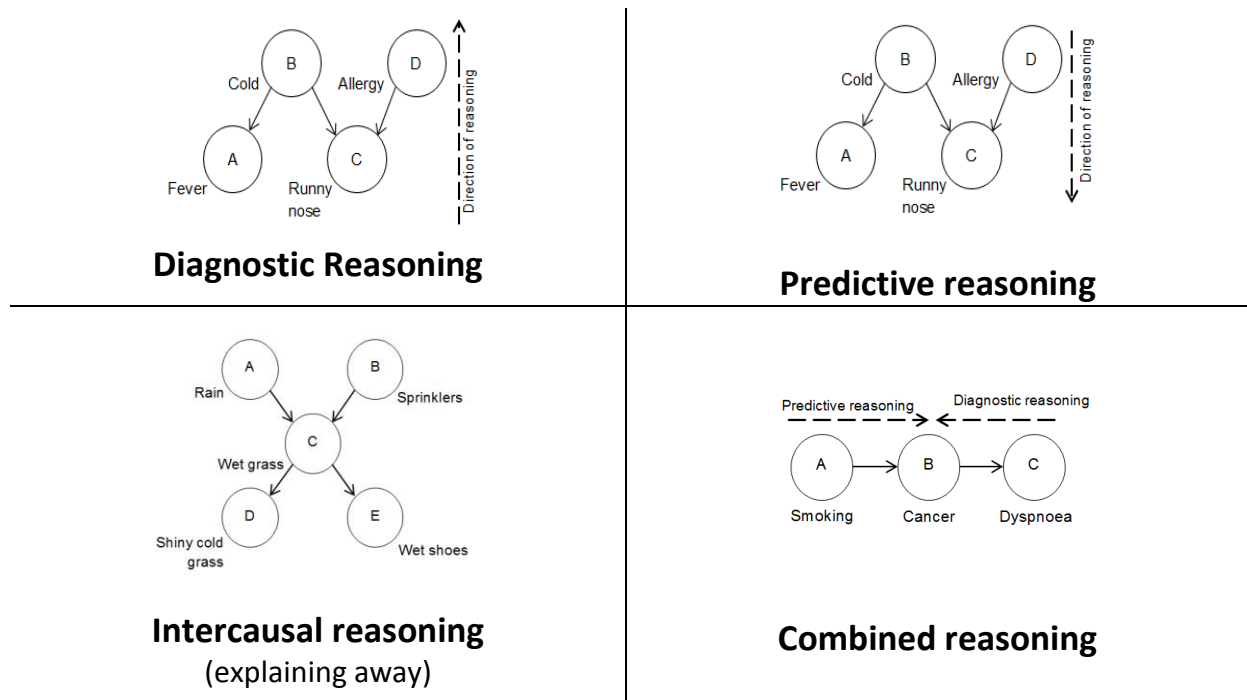 B
D
Cold
Allergy
A
C
Fever
Runny
nose
Direction of reasoning
Diagnostic Reasoning
B
D
Cold
Allergy
A
C
Fever
Runny
nose
Direction of reasoning
Predictive reasoning
A
B
Rain
Sprinklers
C
Wet grass
D
E
Shiny cold
grass
Wet shoes
Intercausal reasoning
(explaining away)
Predictive reasoning
Diagnostic reasoning
A
B
C
Smoking
Cancer
Dyspnoea
Combined reasoning